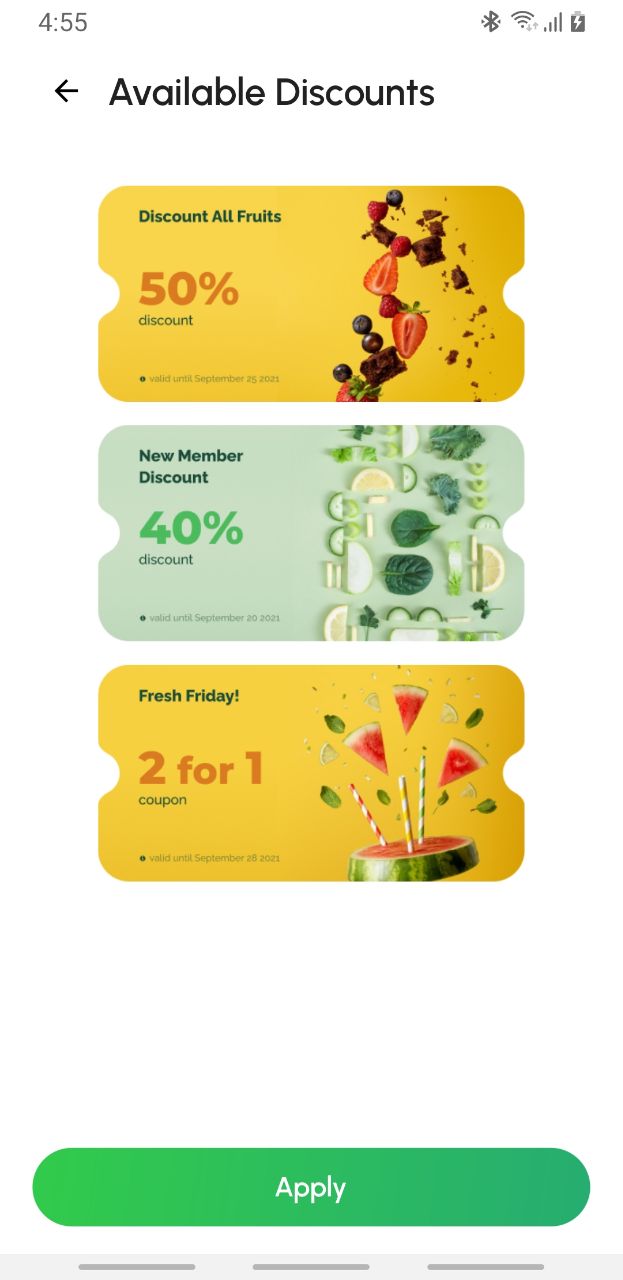 4:55
Available Discounts
Discount All Fruits
50%
discount
valid until September 25 2021
New Member
Discount
40%
discount
valid until September 20 2021
Fresh Friday!
2 for 1
coupon
valid until September 28 2021
Apply